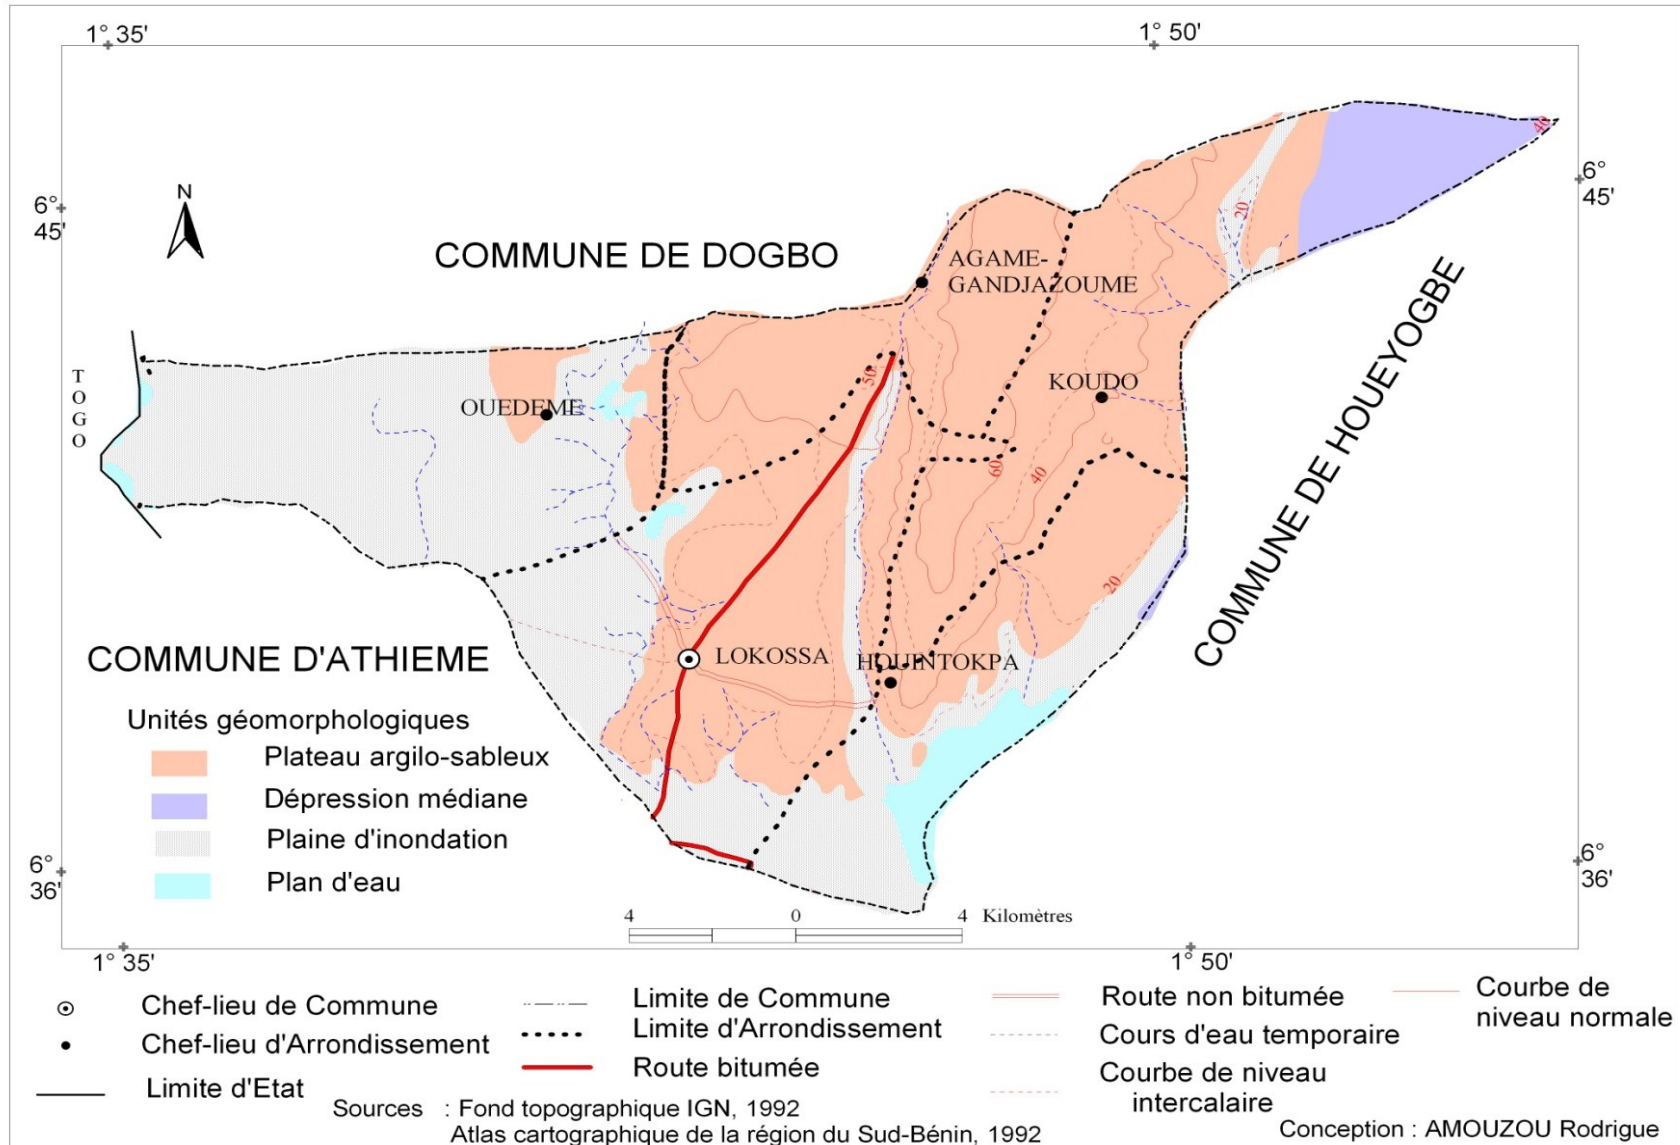 1° 35'
1° 50'
6°
45'
6°
45'
N
COMMUNE DE DOGBO
AGAME-
GANDJAZOUME
20
40
TOGO
50
KOUDO
OUEDEME
COMMUNE DE HOUEYOGBE
60
40
20
COMMUNE D'ATHIEME
LOKOSSA
HOUINTOKPA
Unités géomorphologiques
Plateau argilo-sableux
Dépression médiane
Plaine d'inondation
Plan d'eau
6°
36'
6°
36'
4 0 4 Kilomètres
1° 35'
1° 50'
Chef-lieu de Commune
Chef-lieu d'Arrondissement
Limite d'Etat
Limite de Commune
Limite d'Arrondissement
Route bitumée
Route non bitumée
Cours d'eau temporaire
Courbe de niveau
intercalaire
Courbe de
niveau normale
Sources : Fond topographique IGN, 1992
Atlas cartographique de la région du Sud-Bénin, 1992
Conception : AMOUZOU Rodrigue